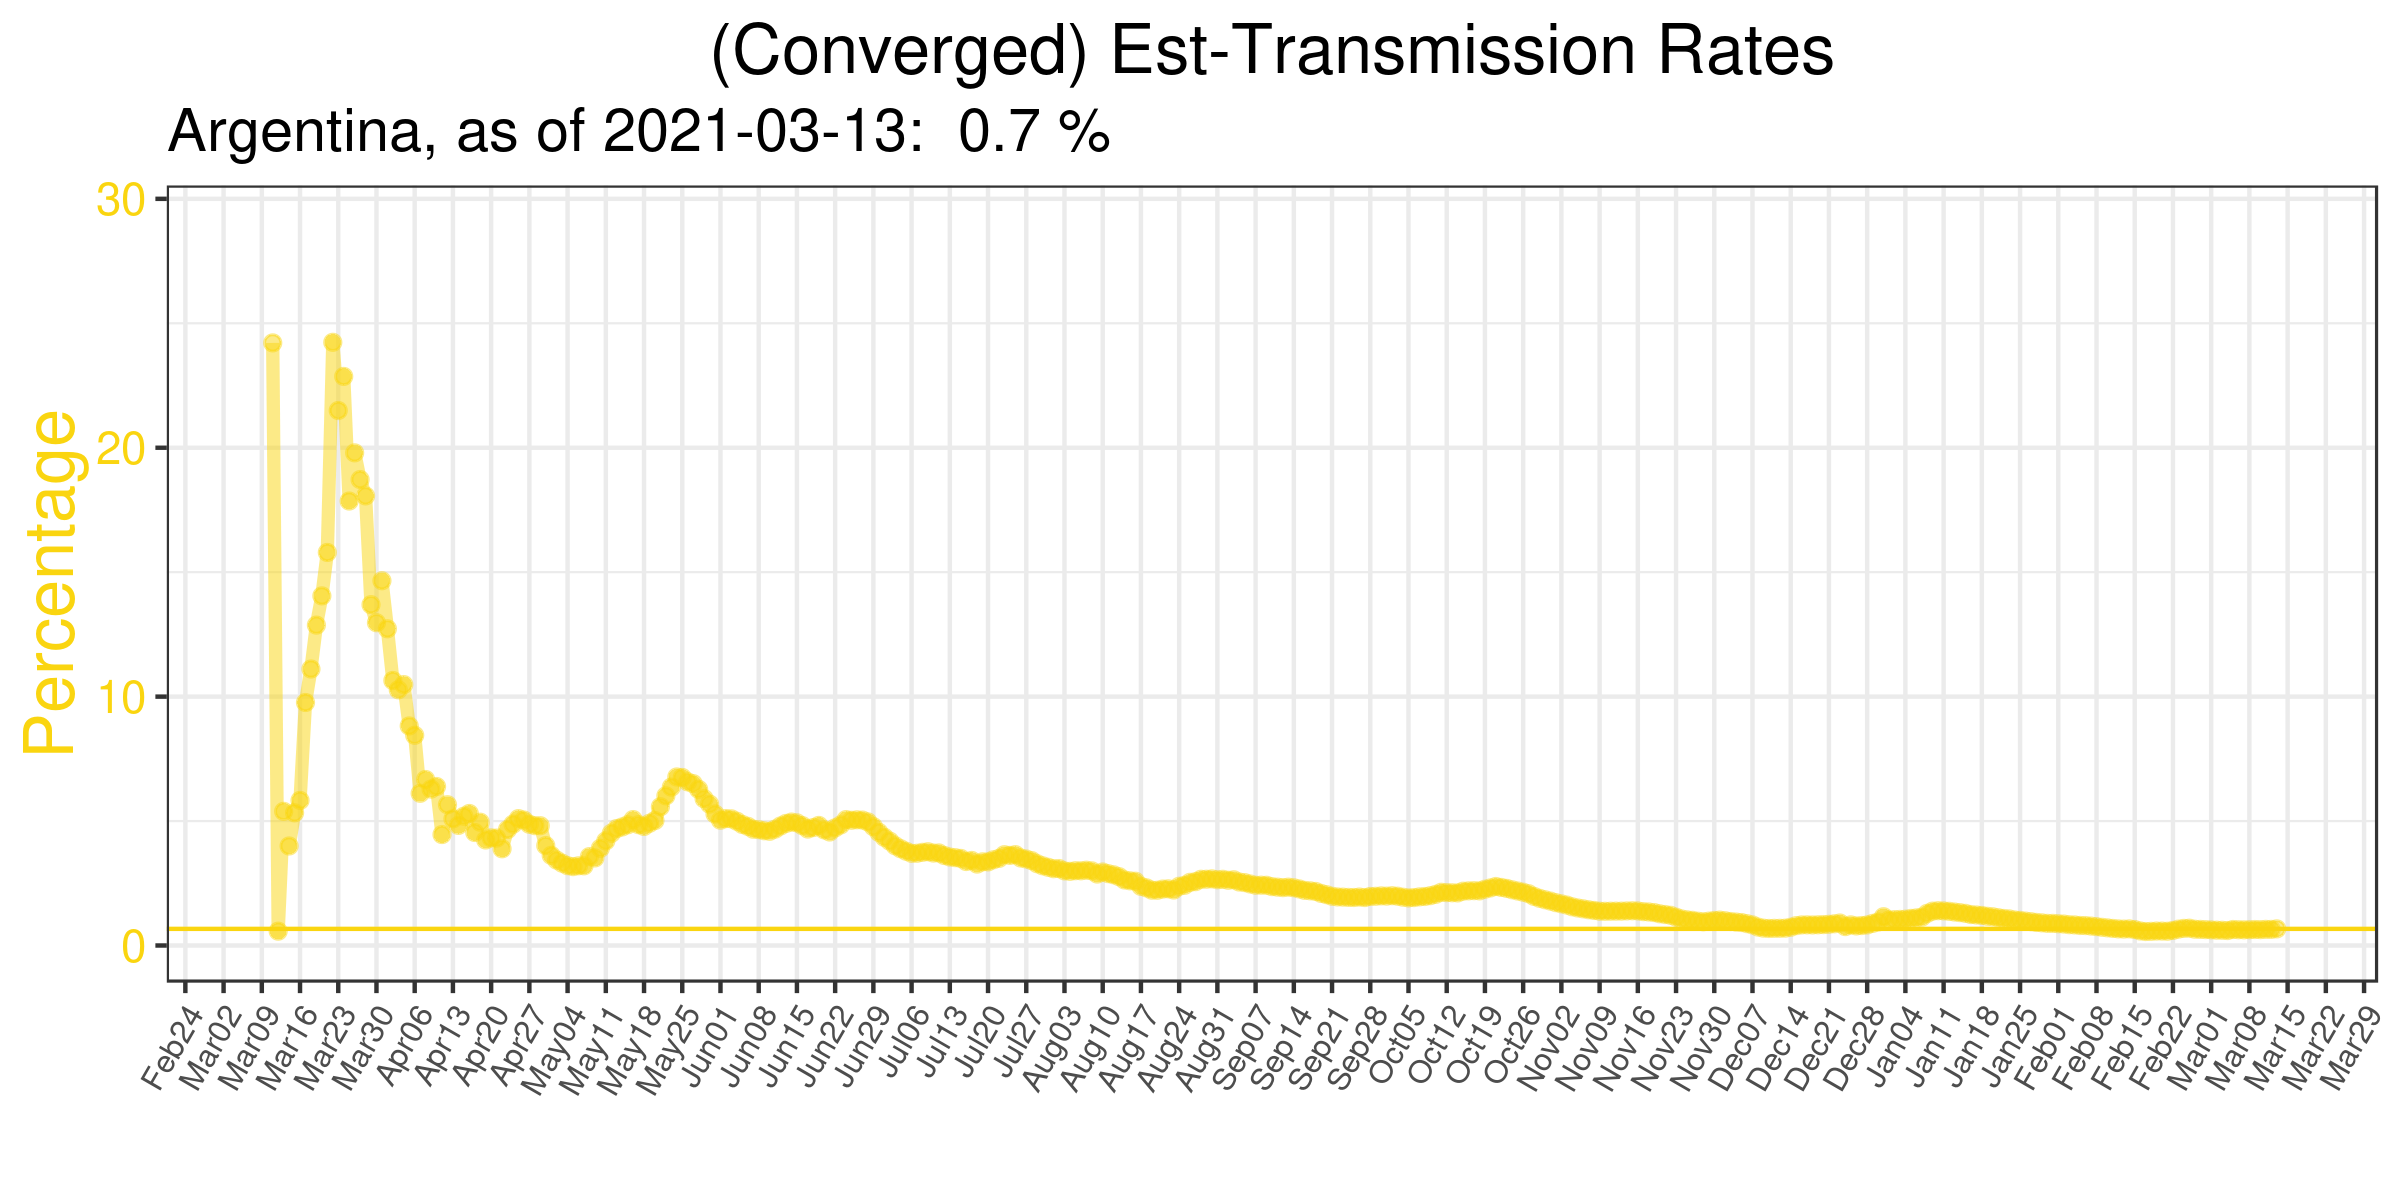 (Converged) Est-Transmission Rates
Argentina, as of 2021-03-13:  0.7 %
Percentage
30
20
10
0
Feb24 Mar02 Mar09 Mar16 Mar23 Mar30 Apr06 Apr13 Apr20 Apr27 May04 May11 May18 May25 Jun01 Jun08 Jun15 Jun22 Jun29 Jul06 Jul13 Jul20 Jul27 Aug03 Aug10 Aug17 Aug24 Aug31 Sep07 Sep14 Sep21 Sep28 Oct05 Oct12 Oct19 Oct26 Nov02 Nov09 Nov16 Nov23 Nov30 Dec07 Dec14 Dec21 Dec28 Jan04 Jan11 Jan18 Jan25 Feb01 Feb08 Feb15 Feb22 Mar01 Mar08 Mar15 Mar22 Mar29